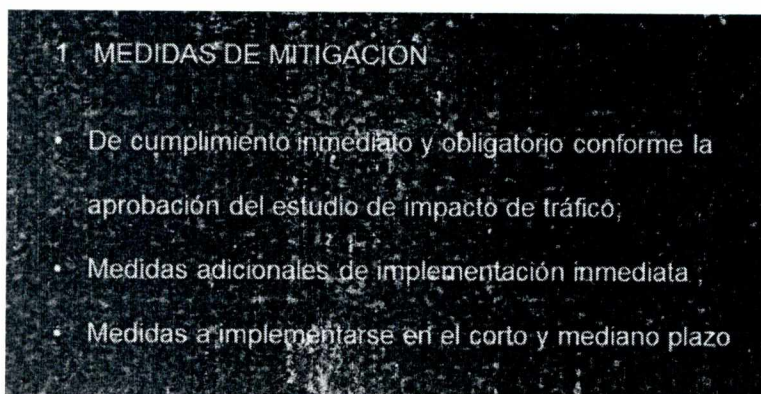 1 MEDIDAS DE MITIGACIÓN
• De cumplimiento inmediato y obligatorio conforme la
aprobación del estudio de impacto de tráfico;
• Medidas adicionales de implementación inmediata ;
• Medidas a implementarse en el corto y mediano plazo